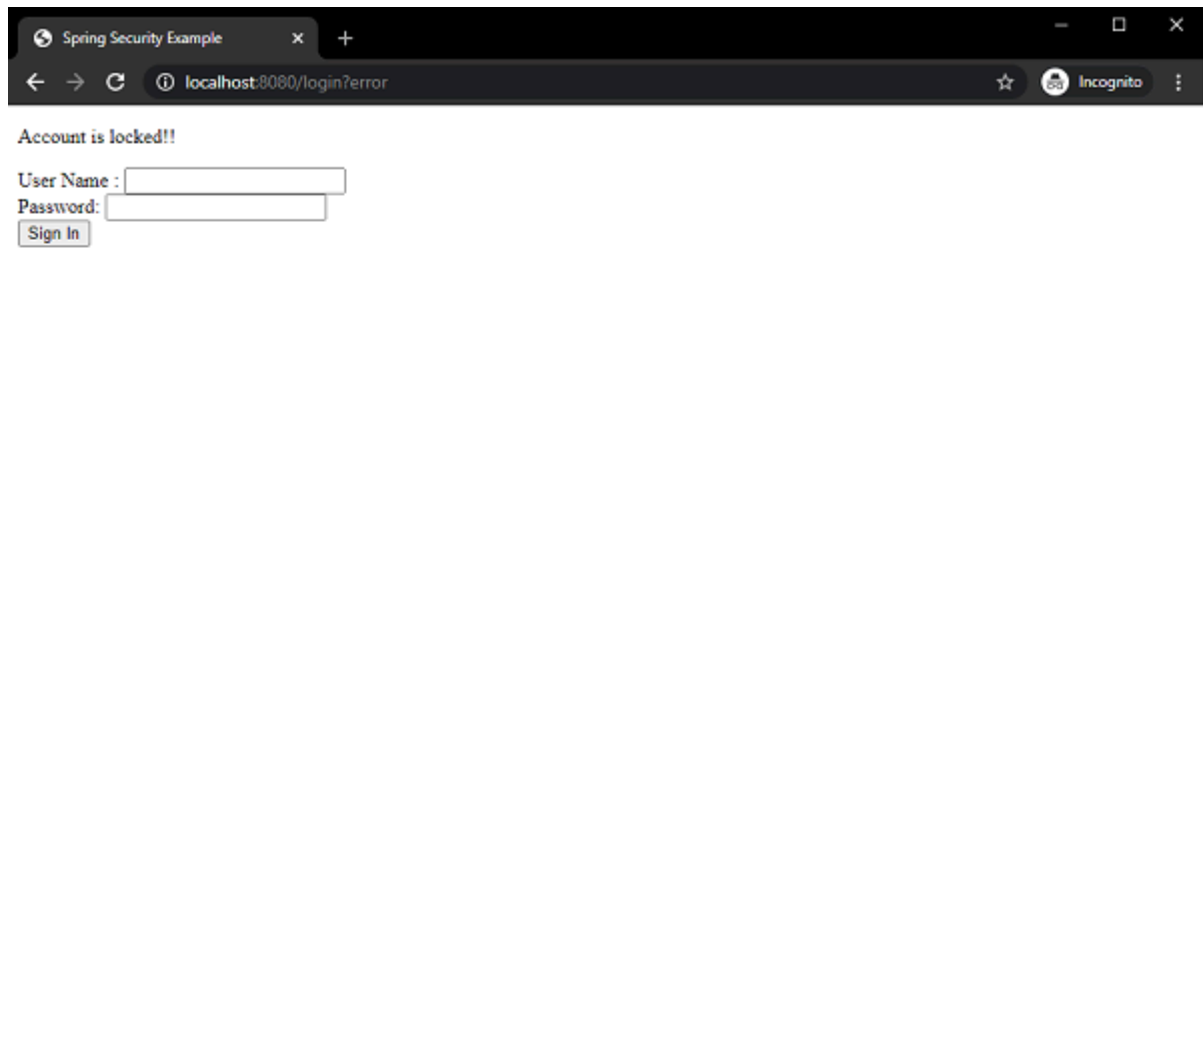 Spring Security Example
localhost:8080/login?error
Incognito
Account is locked!!
User Name :
Password:
Sign In